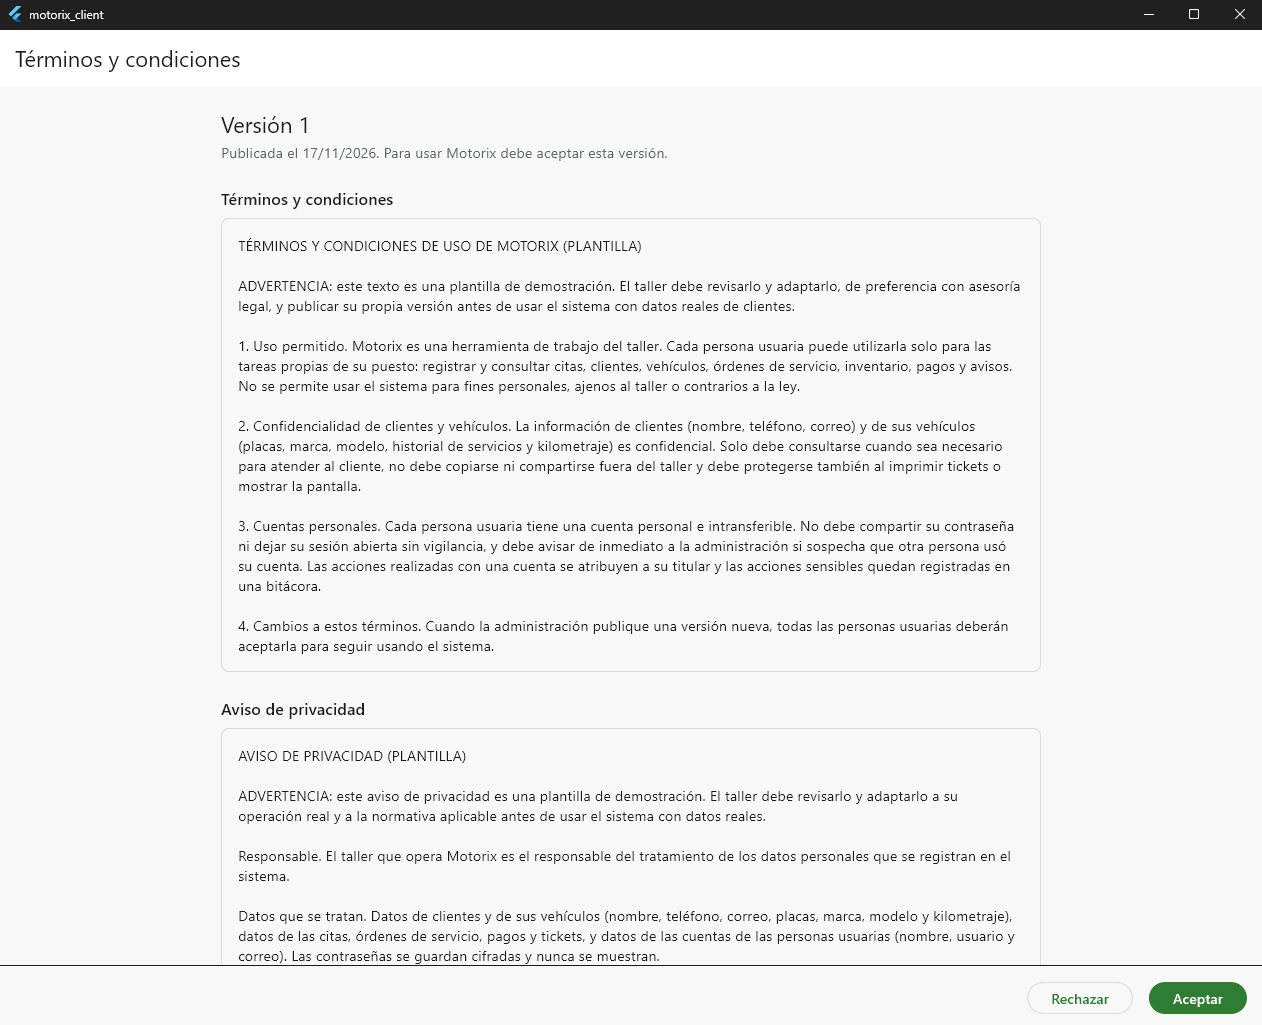 motorix_client
Términos y condiciones
Versión 1
Publicada el 17/11/2026. Para usar Motorix debe aceptar esta versión.
Términos y condiciones
TÉRMINOS Y CONDICIONES DE USO DE MOTORIX (PLANTILLA)
ADVERTENCIA: este texto es una plantilla de demostración. El taller debe revisarlo y adaptarlo, de preferencia con asesoría
legal, y publicar su propia versión antes de usar el sistema con datos reales de clientes.
1. Uso permitido. Motorix es una herramienta de trabajo del taller. Cada persona usuaria puede utilizarla solo para las
tareas propias de su puesto: registrar y consultar citas, clientes, vehículos, órdenes de servicio, inventario, pagos y avisos.
No se permite usar el sistema para fines personales, ajenos al taller o contrarios a la ley.
2. Confidencialidad de clientes y vehículos. La información de clientes (nombre, teléfono, correo) y de sus vehículos
(placas, marca, modelo, historial de servicios y kilometraje) es confidencial. Solo debe consultarse cuando sea necesario
para atender al cliente, no debe copiarse ni compartirse fuera del taller y debe protegerse también al imprimir tickets o
mostrar la pantalla.
3. Cuentas personales. Cada persona usuaria tiene una cuenta personal e intransferible. No debe compartir su contraseña
ni dejar su sesión abierta sin vigilancia, y debe avisar de inmediato a la administración si sospecha que otra persona usó
su cuenta. Las acciones realizadas con una cuenta se atribuyen a su titular y las acciones sensibles quedan registradas en
una bitácora.
4. Cambios a estos términos. Cuando la administración publique una versión nueva, todas las personas usuarias deberán
aceptarla para seguir usando el sistema.
Aviso de privacidad
AVISO DE PRIVACIDAD (PLANTILLA)
ADVERTENCIA: este aviso de privacidad es una plantilla de demostración. El taller debe revisarlo y adaptarlo a su
operación real y a la normativa aplicable antes de usar el sistema con datos reales.
Responsable. El taller que opera Motorix es el responsable del tratamiento de los datos personales que se registran en el
sistema.
Datos que se tratan. Datos de clientes y de sus vehículos (nombre, teléfono, correo, placas, marca, modelo y kilometraje),
datos de las citas, órdenes de servicio, pagos y tickets, y datos de las cuentas de las personas usuarias (nombre, usuario y
correo). Las contraseñas se guardan cifradas y nunca se muestran.
Rechazar
Aceptar